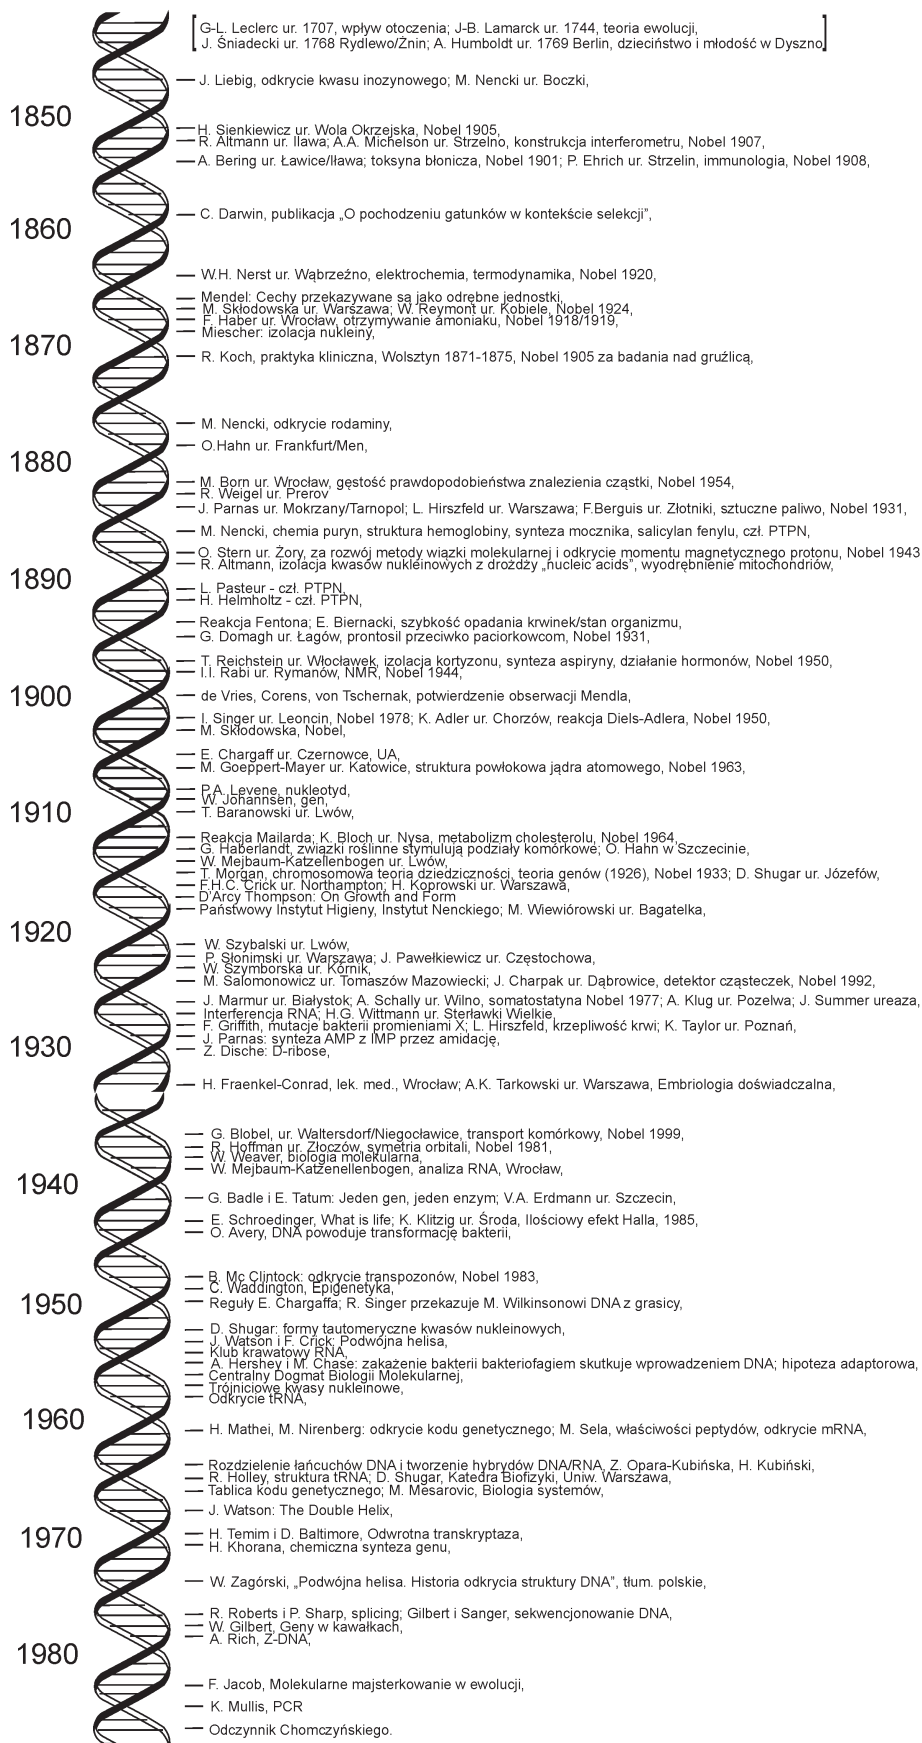 G-L. Leclerc ur. 1707, wpływ otoczenia; J-B. Lamarck ur. 1744, teoria ewolucji,
J. Śniadecki ur. 1768 Rydlewo/Żnin; A. Humboldt ur. 1769 Berlin, dzieciństwo i młodość w Dyszno
J. Liebig, odkrycie kwasu inozynowego; M. Nencki ur. Boczki,
1850
H. Sienkiewicz ur. Wola Okrzejska, Nobel 1905,
R. Altmann ur. Iława; A.A. Michelson ur. Strzelno, konstrukcja interferometru, Nobel 1907,
A. Bering ur. Ławice/Iława; toksyna błonicza, Nobel 1901; P. Ehrich ur. Strzelin, immunologia, Nobel 1908,
C. Darwin, publikacja „O pochodzeniu gatunków w kontekście selekcji”,
1860
W.H. Nerst ur. Wąbrzeźno, elektrochemia, termodynamika, Nobel 1920,
Mendel: Cechy przekazywane są jako odrębne jednostki,
M. Skłodowska ur. Warszawa; W. Reymont ur. Kobiele, Nobel 1924,
F. Haber ur. Wrocław, otrzymywanie amoniaku, Nobel 1918/1919,
Miescher: izolacja nukleiny,
1870
R. Koch, praktyka kliniczna, Wolsztyn 1871-1875, Nobel 1905 za badania nad gruźlicą,
M. Nencki, odkrycie rodaminy,
O.Hahn ur. Frankfurt/Men,
1880
M. Born ur. Wrocław, gęstość prawdopodobieństwa znalezienia cząstki, Nobel 1954,
R. Weigel ur. Prerov
J. Parnas ur. Mokrzany/Tarnopol; L. Hirszfeld ur. Warszawa; F.Berguis ur. Złotniki, sztuczne paliwo, Nobel 1931,
M. Nencki, chemia puryn, struktura hemoglobiny, synteza mocznika, salicylan fenylu, czł. PTPN,
O. Stern ur. Żory, za rozwój metody wiązki molekularnej i odkrycie momentu magnetycznego protonu, Nobel 1943
R. Altmann, izolacja kwasów nukleinowych z drożdży „nucleic acids”, wyodrębnienie mitochondriów,
1890
L. Pasteur - czł. PTPN,
H. Helmholtz - czł. PTPN,
Reakcja Fentona; E. Biernacki, szybkość opadania krwinek/stan organizmu,
G. Domagh ur. Łagów, prontosil przeciwko paciorkowcom, Nobel 1931,
T. Reichstein ur. Włocławek, izolacja kortyzonu, synteza aspiryny, działanie hormonów, Nobel 1950,
I.I. Rabi ur. Rymanów, NMR, Nobel 1944,
1900
de Vries, Corens, von Tschernak, potwierdzenie obserwacji Mendla,
I. Singer ur. Leoncin, Nobel 1978; K. Adler ur. Chorzów, reakcja Diels-Adlera, Nobel 1950,
M. Skłodowska, Nobel,
E. Chargaff ur. Czernowce, UA,
M. Goeppert-Mayer ur. Katowice, struktura powłokowa jądra atomowego, Nobel 1963,
P.A. Levene, nukleotyd,
W. Johannsen, gen,
1910
T. Baranowski ur. Lwów,
Reakcja Mailarda; K. Bloch ur. Nysa, metabolizm cholesterolu, Nobel 1964,
G. Haberlandt, związki roślinne stymulują podziały komórkowe; O. Hahn w Szczecinie,
W. Mejbaum-Katzellenbogen ur. Lwów,
T. Morgan, chromosomowa teoria dziedziczności, teoria genów (1926), Nobel 1933; D. Shugar ur. Józefów,
F.H.C. Crick ur. Northampton; H. Koprowski ur. Warszawa,
D'Arcy Thompson: On Growth and Form
Państwowy Instytut Higieny, Instytut Nenckiego; M. Wiewiórowski ur. Bagatelka,
1920
W. Szybalski ur. Lwów,
P. Słonimski ur. Warszawa; J. Pawełkiewicz ur. Częstochowa,
W. Szymborska ur. Kórnik,
M. Salomonowicz ur. Tomaszów Mazowiecki; J. Charpak ur. Dąbrowice, detektor cząsteczek, Nobel 1992,
J. Marmur ur. Białystok; A. Schally ur. Wilno, somatostatyna Nobel 1977; A. Klug ur. Pozelwa; J. Summer ureaza,
Interferencja RNA; H.G. Wittmann ur. Sterławki Wielkie,
F. Griffith, mutacje bakterii promieniami X; L. Hirszfeld, krzepliwość krwi; K. Taylor ur. Poznań,
J. Parnas: synteza AMP z IMP przez amidację,
1930
Z. Dische: D-ribose,
H. Fraenkel-Conrad, lek. med., Wrocław; A.K. Tarkowski ur. Warszawa, Embriologia doświadczalna,
G. Blobel, ur. Waltersdorf/Niegocławice, transport komórkowy, Nobel 1999,
R. Hoffman ur. Złoczów, symetria orbitali, Nobel 1981,
W. Weaver, biologia molekularna,
W. Mejbaum-Katzenellenbogen, analiza RNA, Wrocław,
1940
G. Badle i E. Tatum: Jeden gen, jeden enzym; V.A. Erdmann ur. Szczecin,
E. Schroedinger, What is life; K. Klitzig ur. Środa, Ilościowy efekt Halla, 1985,
O. Avery, DNA powoduje transformację bakterii,
B. Mc Clintock: odkrycie transpozonów, Nobel 1983,
C. Waddington, Epigenetyka,
1950
Reguły E. Chargaffa; R. Singer przekazuje M. Wilkinsonowi DNA z grasicy,
D. Shugar: formy tautomeryczne kwasów nukleinowych,
J. Watson i F. Crick: Podwójna helisa,
Klub krawatowy RNA,
A. Hershey i M. Chase: zakażenie bakterii bakteriofagiem skutkuje wprowadzeniem DNA; hipoteza adaptorowa,
Centralny Dogmat Biologii Molekularnej,
Trójniciowe kwasy nukleinowe,
Odkrycie tRNA,
1960
H. Mathei, M. Nirenberg: odkrycie kodu genetycznego; M. Sela, właściwości peptydów, odkrycie mRNA,
Rozdzielenie łańcuchów DNA i tworzenie hybrydów DNA/RNA, Z. Opara-Kubińska, H. Kubiński,
R. Holley, struktura tRNA; D. Shugar, Katedra Biofizyki, Uniw. Warszawa,
Tablica kodu genetycznego; M. Mesarovic, Biologia systemów,
J. Watson: The Double Helix,
1970
H. Temim i D. Baltimore, Odwrotna transkryptaza,
H. Khorana, chemiczna synteza genu,
W. Zagórski, „Podwójna helisa. Historia odkrycia struktury DNA”, tłum. polskie,
R. Roberts i P. Sharp, splicing; Gilbert i Sanger, sekwencjonowanie DNA,
W. Gilbert, Geny w kawałkach,
A. Rich, Z-DNA,
1980
F. Jacob, Molekularne majsterkowanie w ewolucji,
K. Mullis, PCR
Odczynnik Chomczyńskiego.